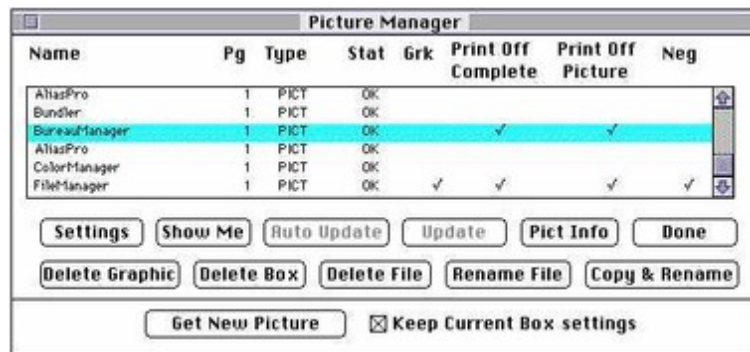 Picture Manager
Name Pg Type Stat Grk Print Off Complete Print Off Picture Neg
AliasPro 1 PICT OK
Bundler 1 PICT OK
BureauManager 1 PICT OK ✓ ✓
AliasPro 1 PICT OK
ColorManager 1 PICT OK
FileManager 1 PICT OK ✓ ✓ ✓ ✓
Settings Show Me Auto Update Update Pict Info Done
Delete Graphic Delete Box Delete File Rename File Copy & Rename
Get New Picture Keep Current Box settings